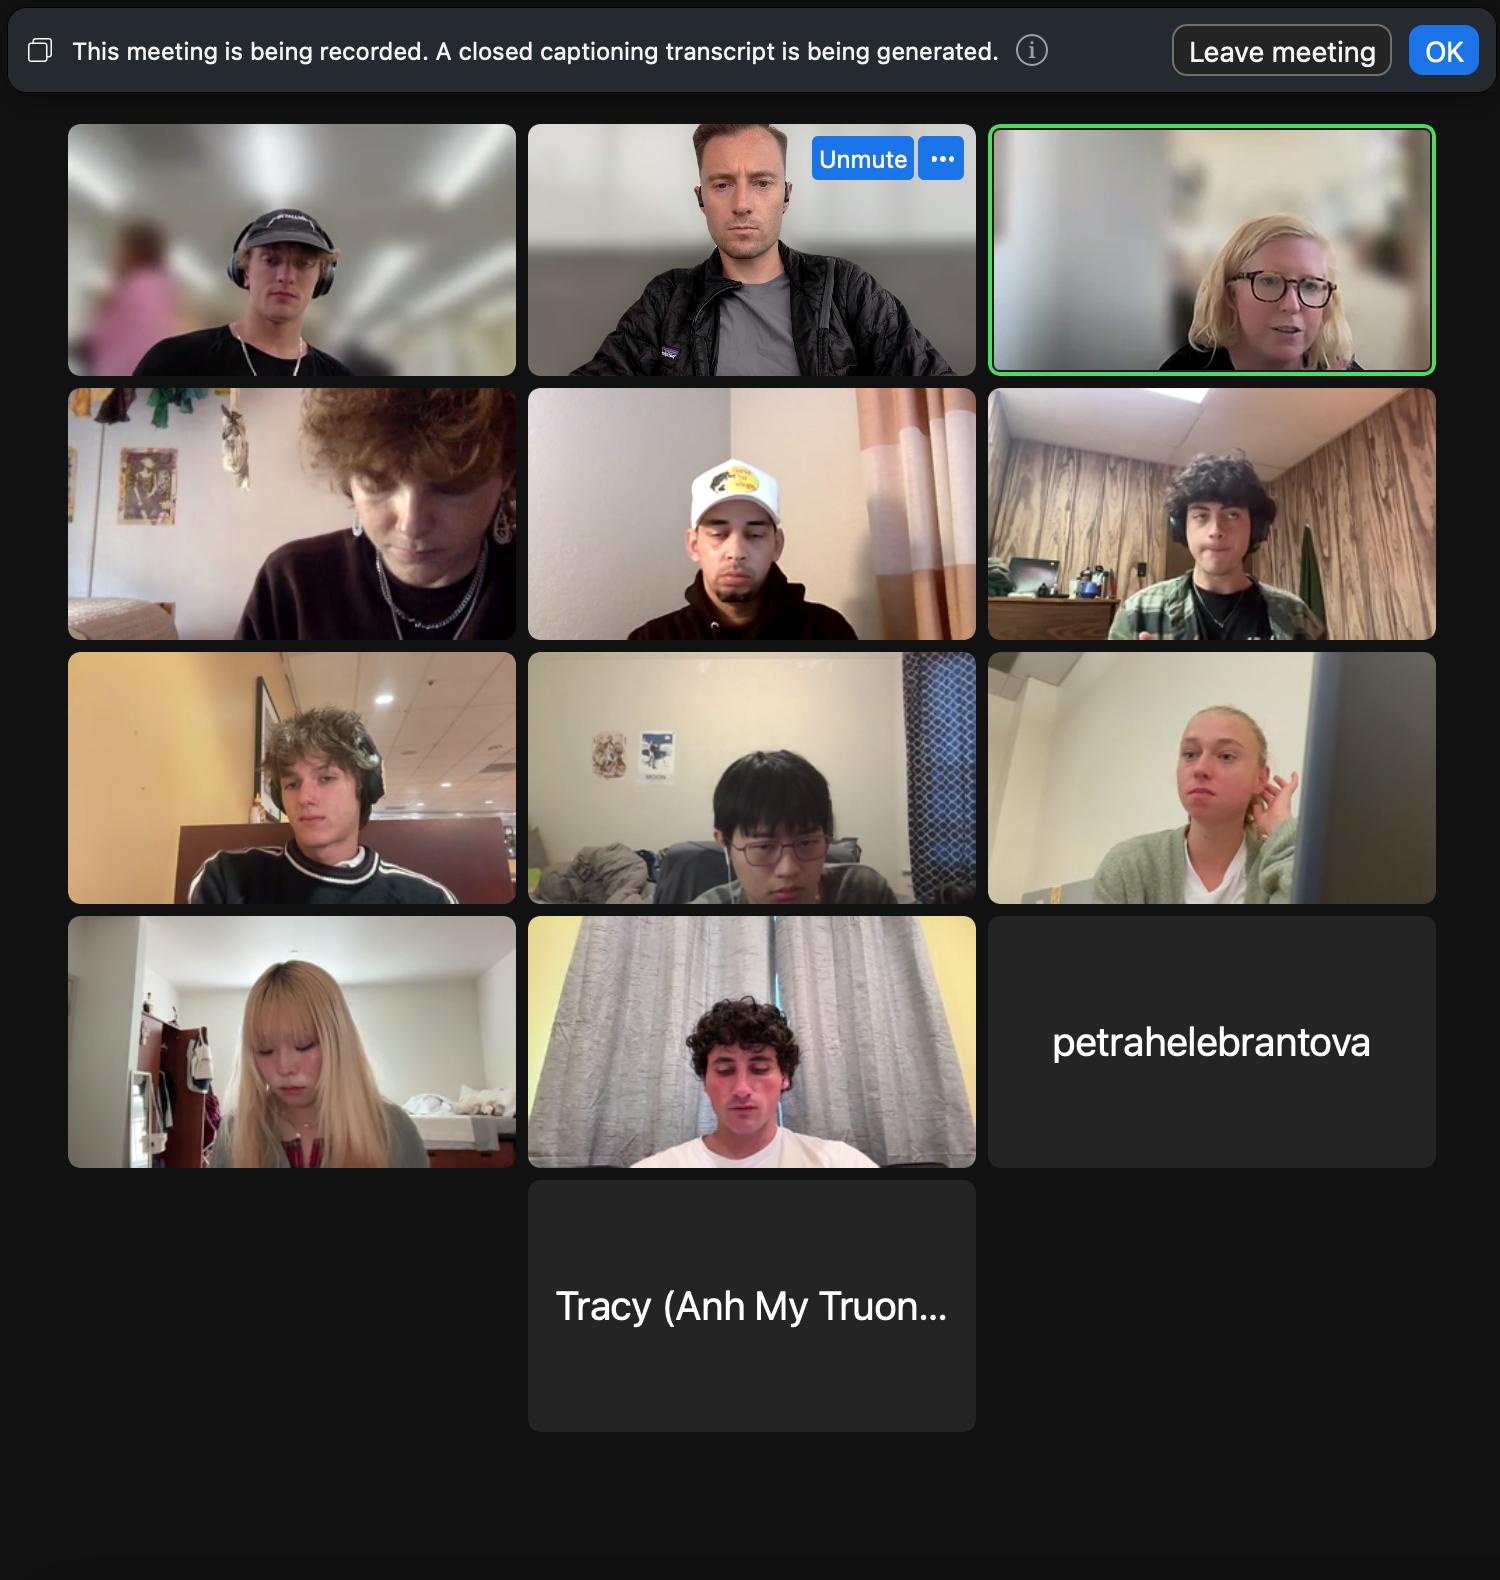 This meeting is being recorded. A closed captioning transcript is being generated.
Leave meeting
OK
Unmute
MOON
petrahelebrantova
Tracy (Anh My Truon...